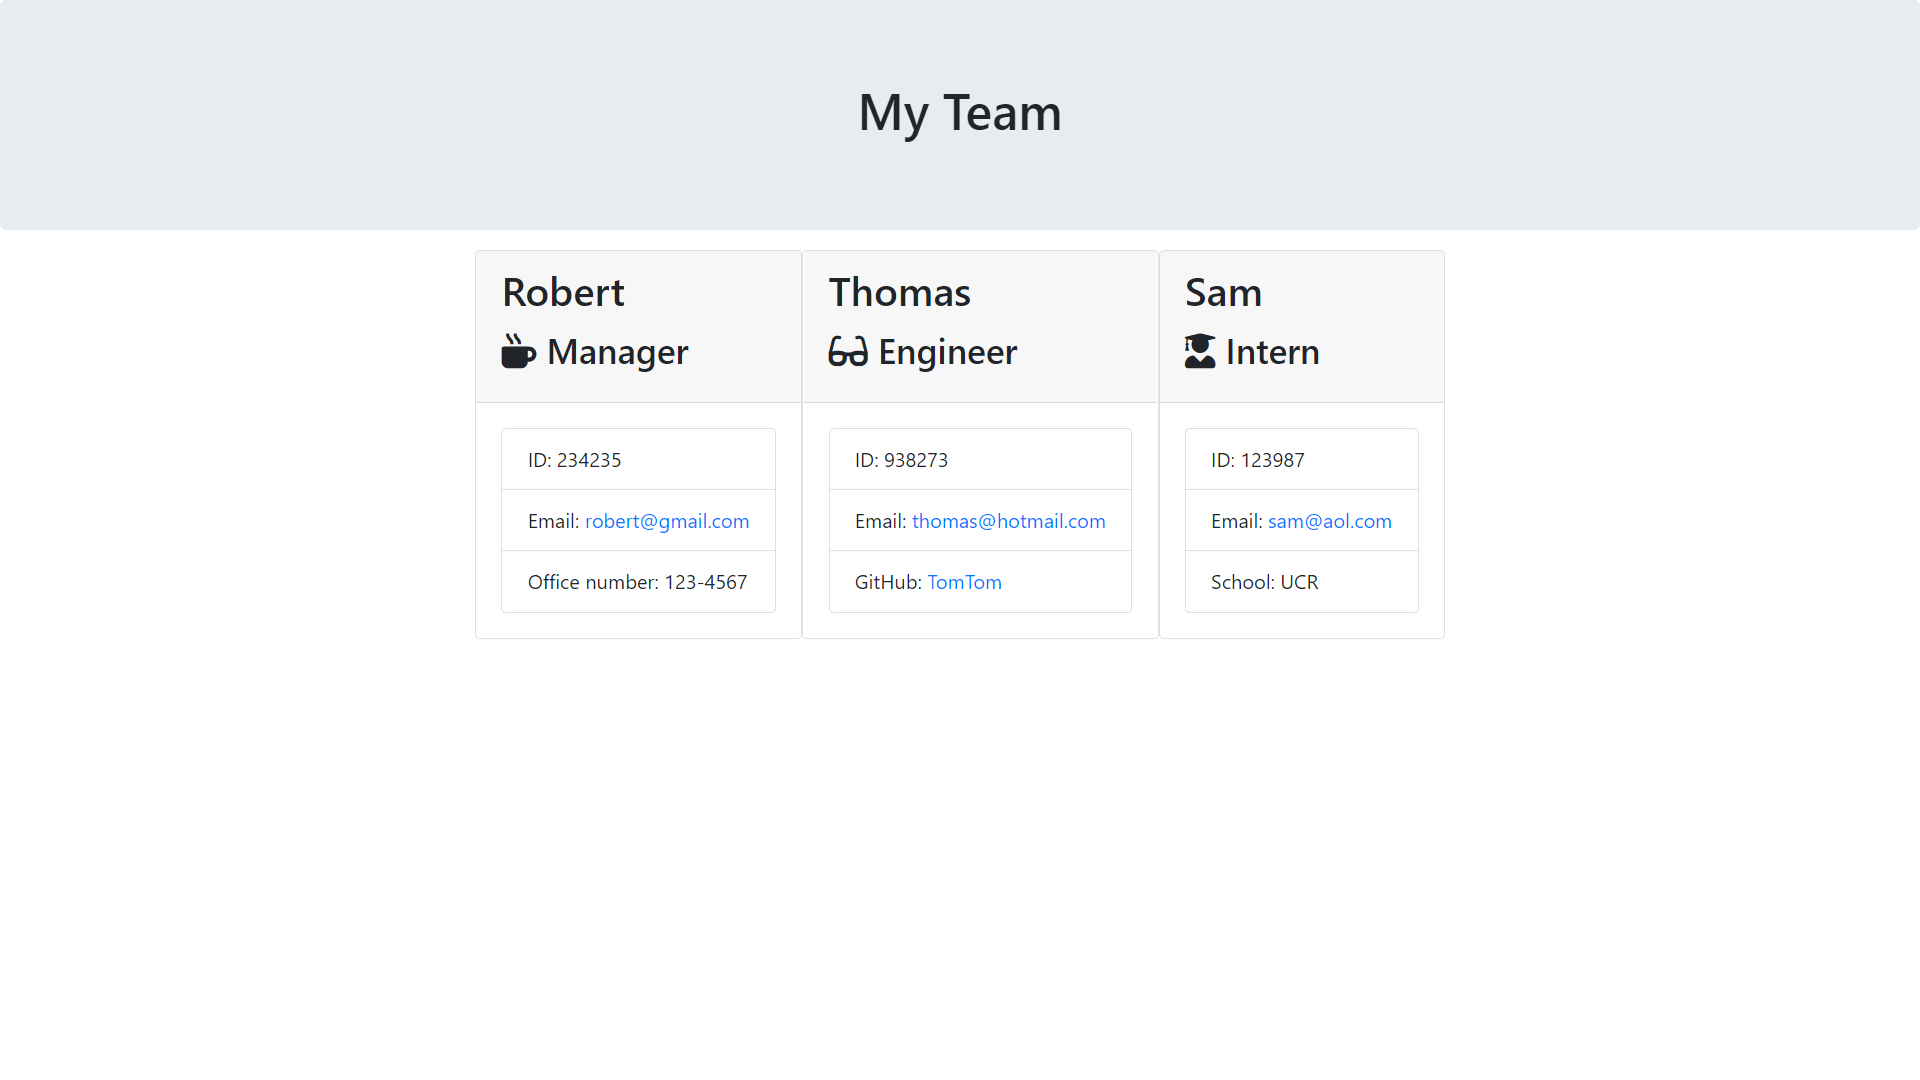 My Team
Robert
Manager
ID: 234235
Email: robert@gmail.com
Office number: 123-4567
Thomas
Engineer
ID: 938273
Email: thomas@hotmail.com
GitHub: TomTom
Sam
Intern
ID: 123987
Email: sam@aol.com
School: UCR